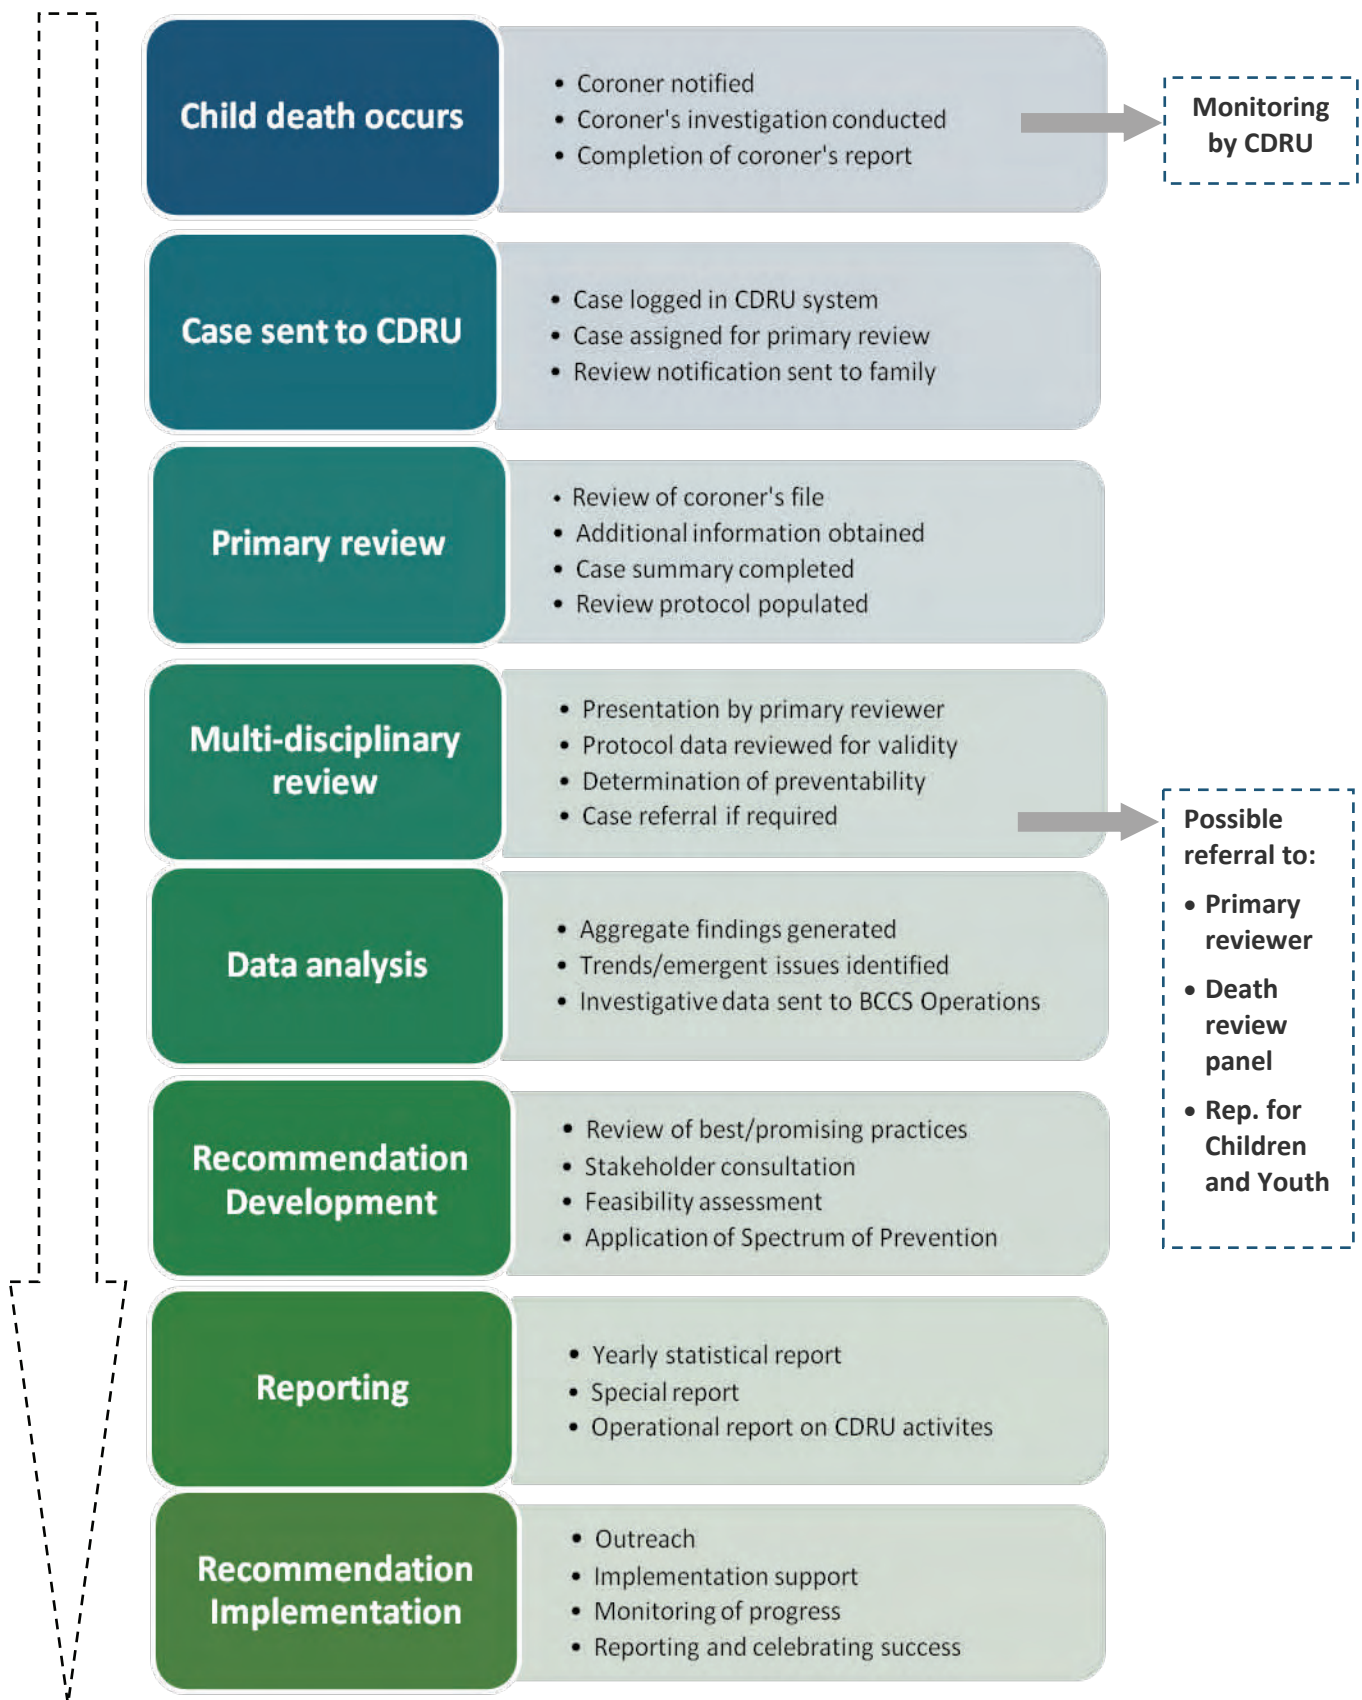 Child death occurs
• Coroner notified
• Coroner's investigation conducted
• Completion of coroner's report
Monitoring
by CDRU
Case sent to CDRU
• Case logged in CDRU system
• Case assigned for primary review
• Review notification sent to family
Primary review
• Review of coroner's file
• Additional information obtained
• Case summary completed
• Review protocol populated
Multi-disciplinary
review
• Presentation by primary reviewer
• Protocol data reviewed for validity
• Determination of preventability
• Case referral if required
Possible
referral to:
• Primary
reviewer
• Death
review
panel
• Rep. for
Children
and Youth
Data analysis
• Aggregate findings generated
• Trends/emergent issues identified
• Investigative data sent to BCCS Operations
Recommendation
Development
• Review of best/promising practices
• Stakeholder consultation
• Feasibility assessment
• Application of Spectrum of Prevention
Reporting
• Yearly statistical report
• Special report
• Operational report on CDRU activites
Recommendation
Implementation
• Outreach
• Implementation support
• Monitoring of progress
• Reporting and celebrating success